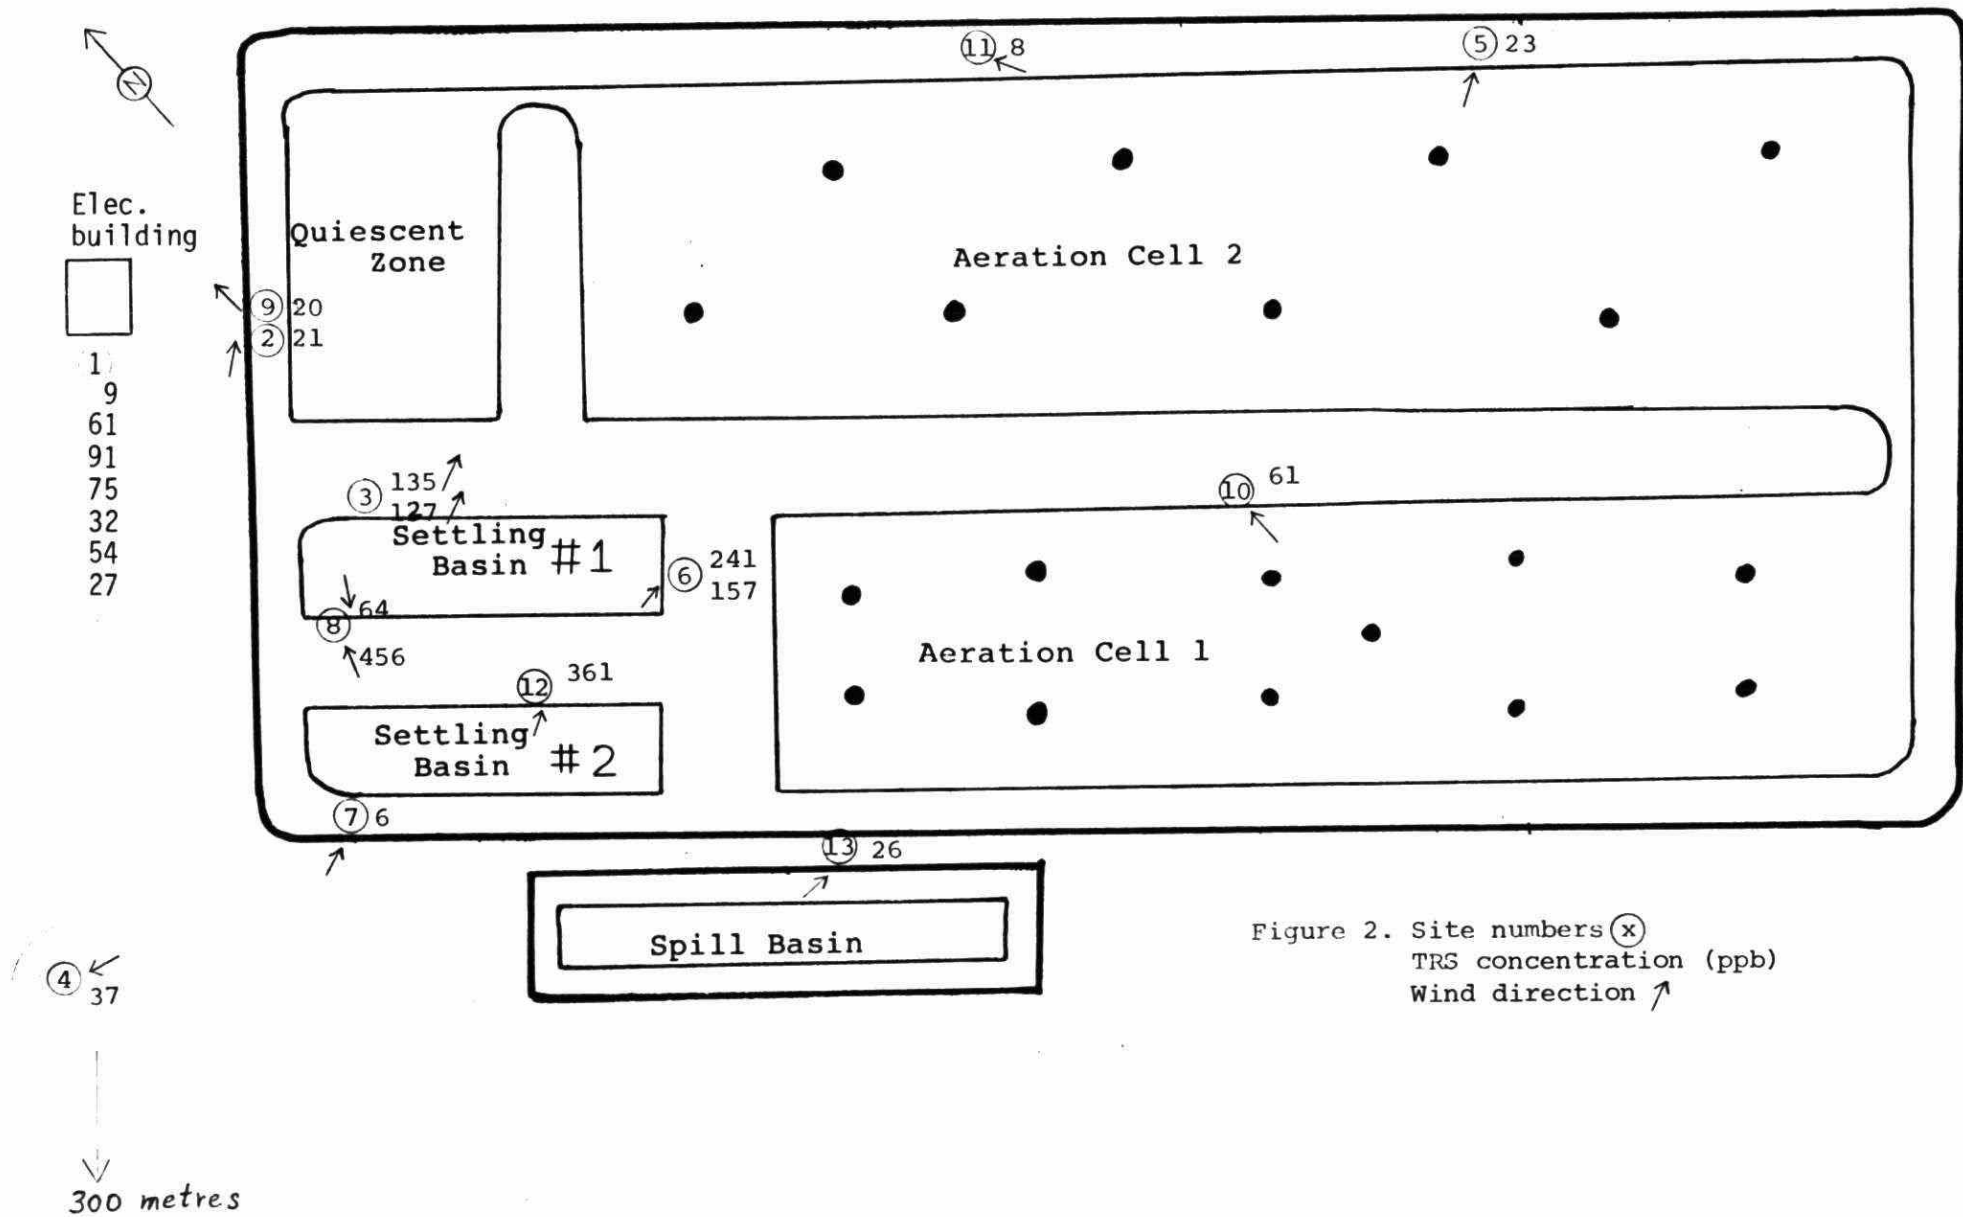 N
11 8
5 23
Elec.
building
Quiescent
Zone
Aeration Cell 2
9 20
2 21
1
9
61
91
75
32
54
27
3 135
127
10 61
Settling
Basin #1
6 241
157
64
8
456
Aeration Cell 1
12 361
Settling
Basin #2
7 6
13 26
Spill Basin
4
37
Figure 2. Site numbers x
TRS concentration (ppb)
Wind direction
300 metres